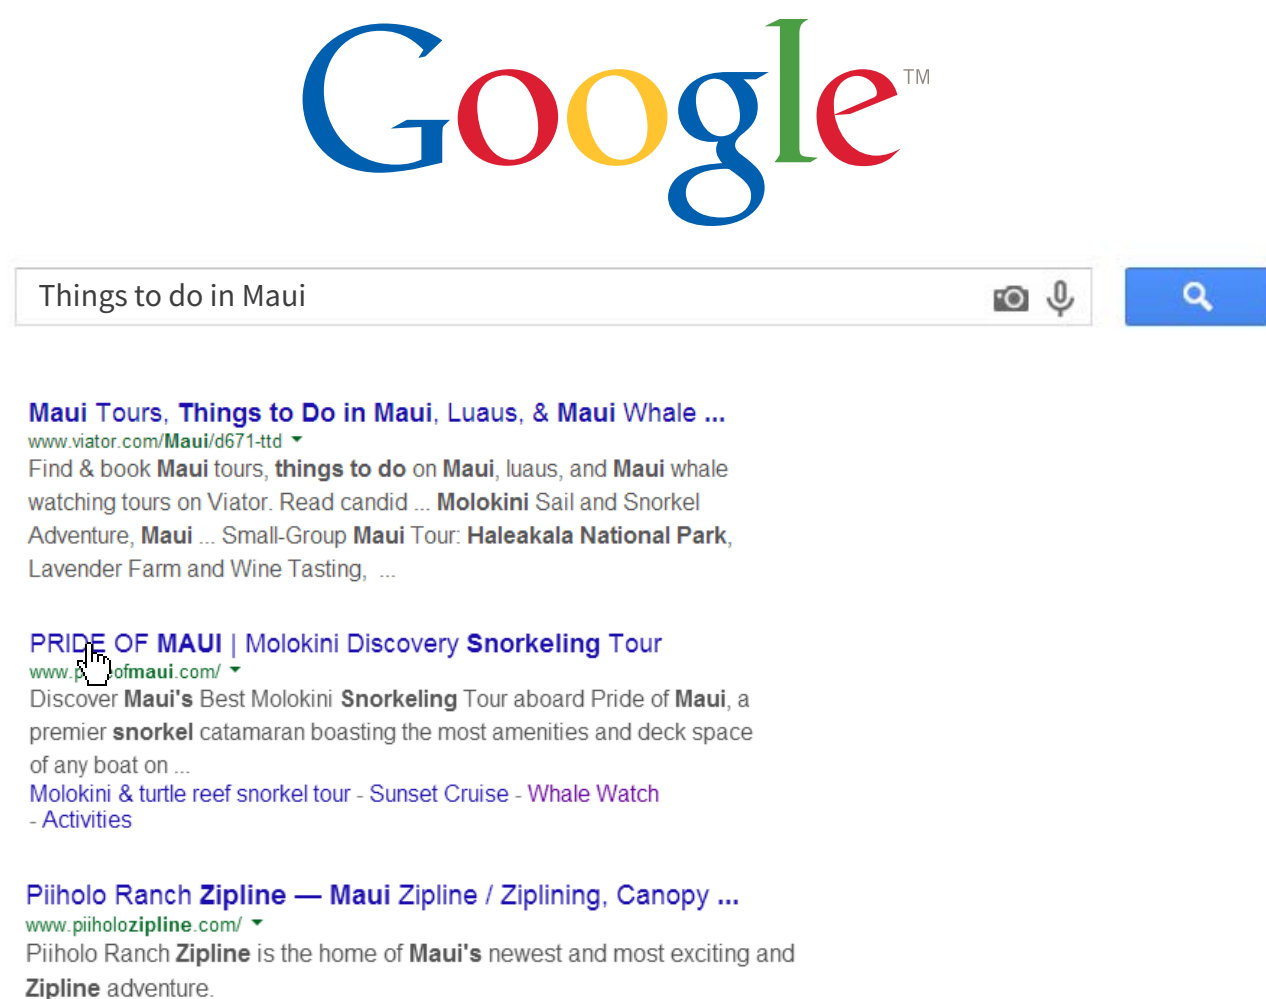 Google™
Things to do in Maui
Maui Tours, Things to Do in Maui, Luaus, & Maui Whale ...
www.viator.com/Maui/d671-ttd
Find & book Maui tours, things to do on Maui, luaus, and Maui whale
watching tours on Viator. Read candid ... Molokini Sail and Snorkel
Adventure, Maui ... Small-Group Maui Tour: Haleakala National Park,
Lavender Farm and Wine Tasting, ...
PRIDE OF MAUI | Molokini Discovery Snorkeling Tour
www.prideofmaui.com/
Discover Maui's Best Molokini Snorkeling Tour aboard Pride of Maui, a
premier snorkel catamaran boasting the most amenities and deck space
of any boat on ...
Molokini & turtle reef snorkel tour - Sunset Cruise - Whale Watch
- Activities
Piiholo Ranch Zipline — Maui Zipline / Ziplining, Canopy ...
www.piiholozipline.com/
Piiholo Ranch Zipline is the home of Maui's newest and most exciting and
Zipline adventure.